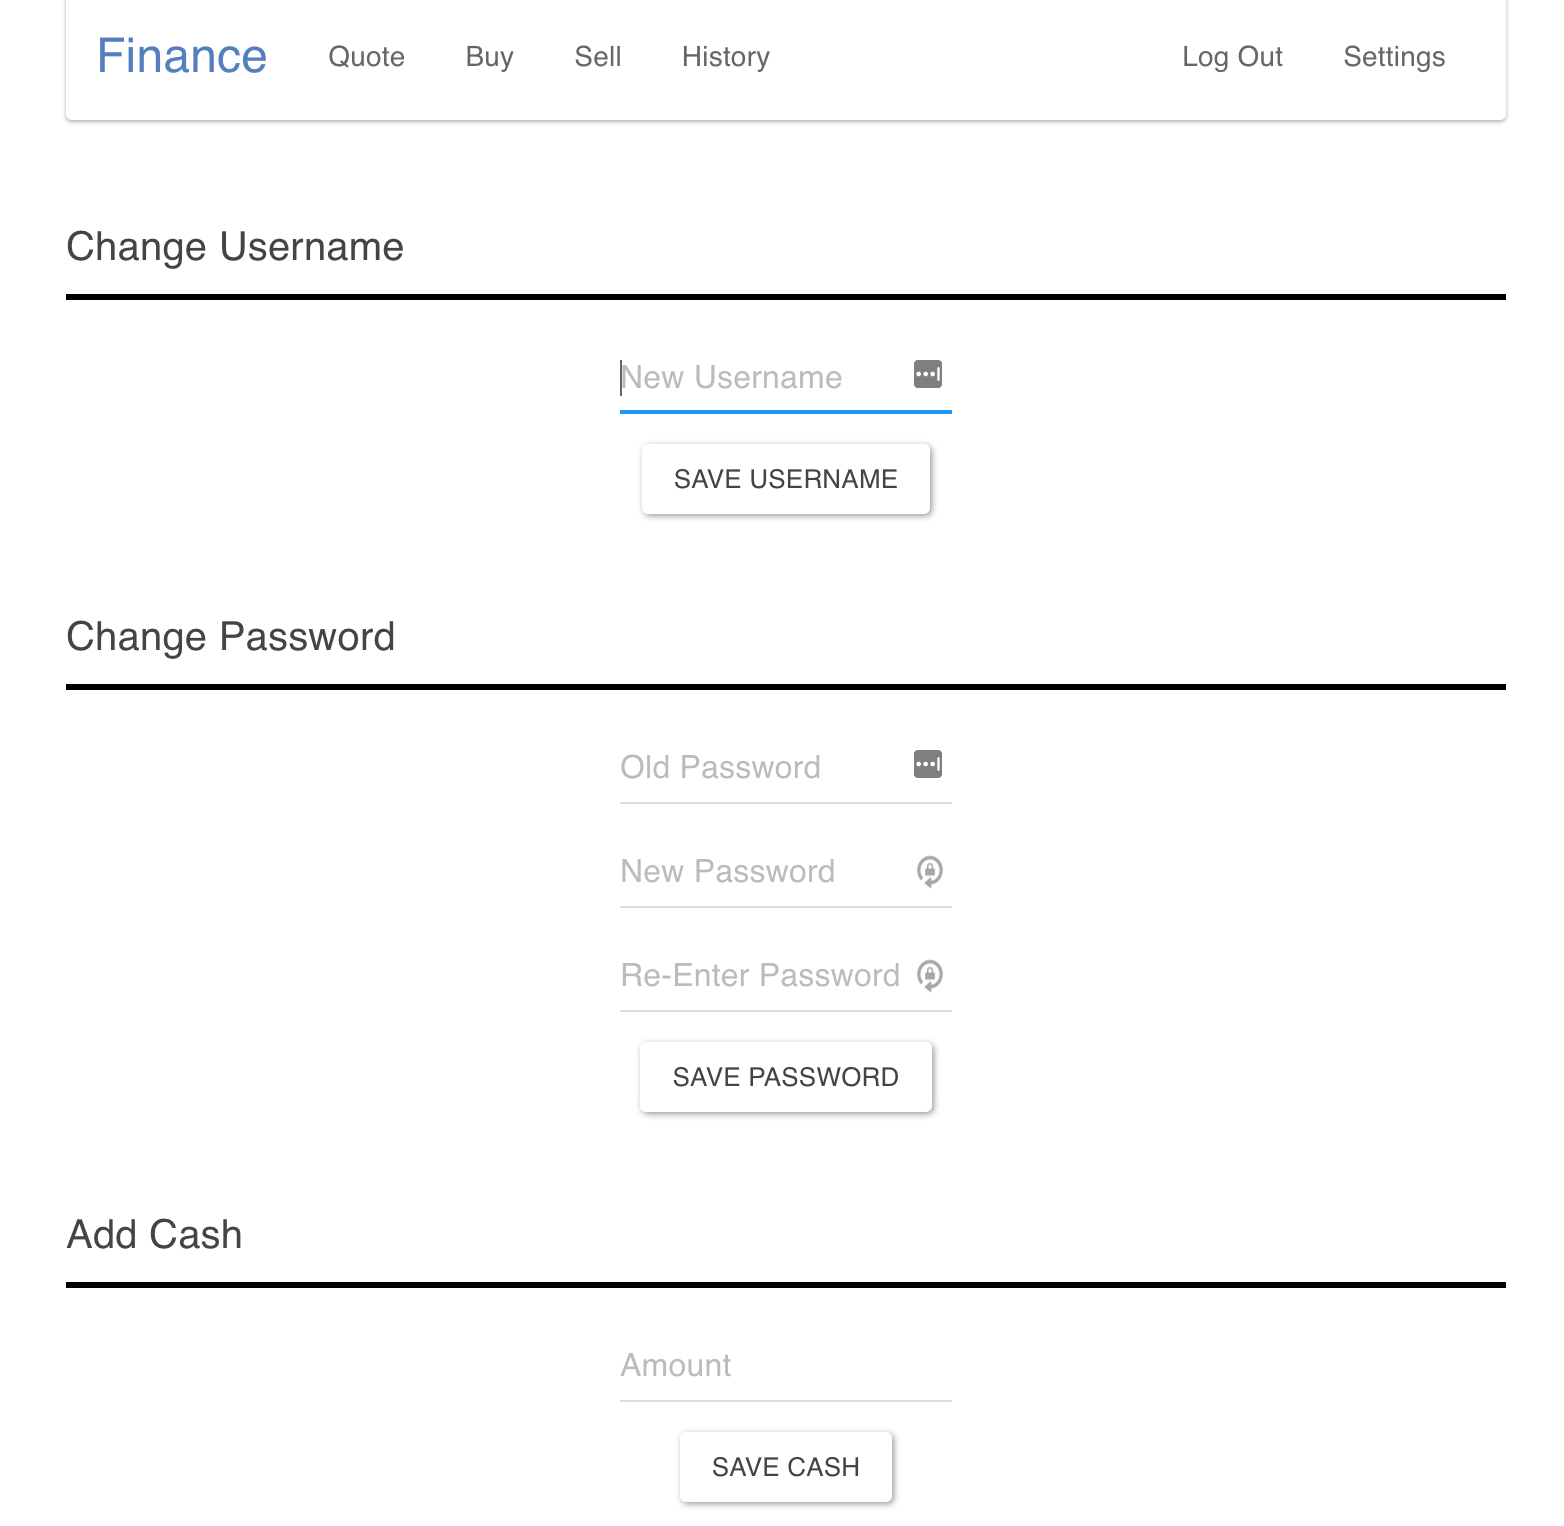 Finance Quote Buy Sell History Log Out Settings
Change Username
New Username
SAVE USERNAME
Change Password
Old Password
New Password
Re-Enter Password
SAVE PASSWORD
Add Cash
Amount
SAVE CASH